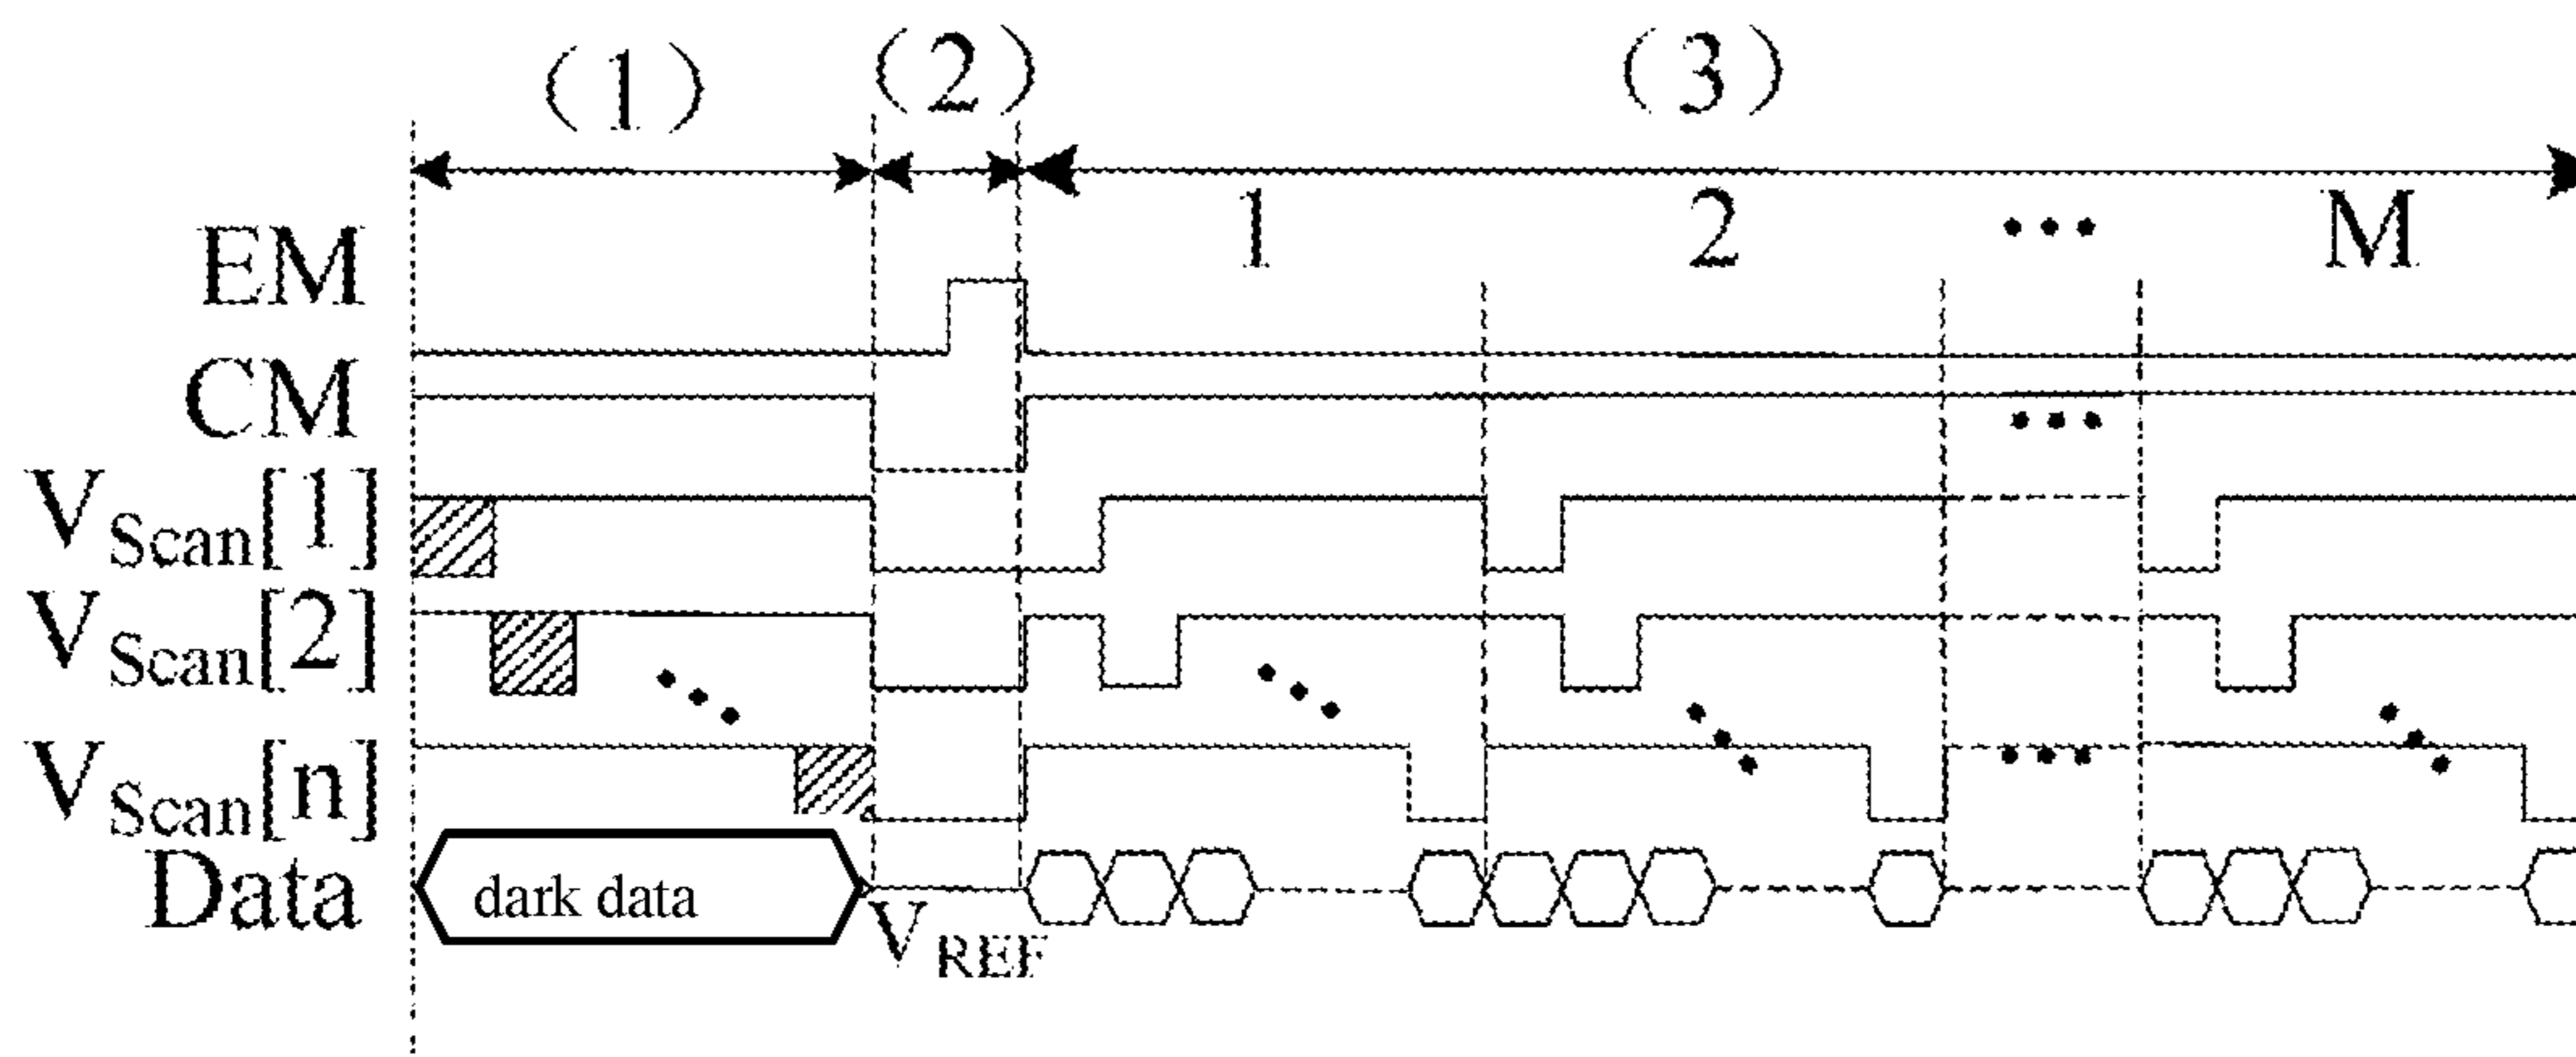 (1) (2) (3)
1 2 ••• M
EM
CM •••
VScan[1]
VScan[2]
VScan[n] •••
Data dark data
VREF